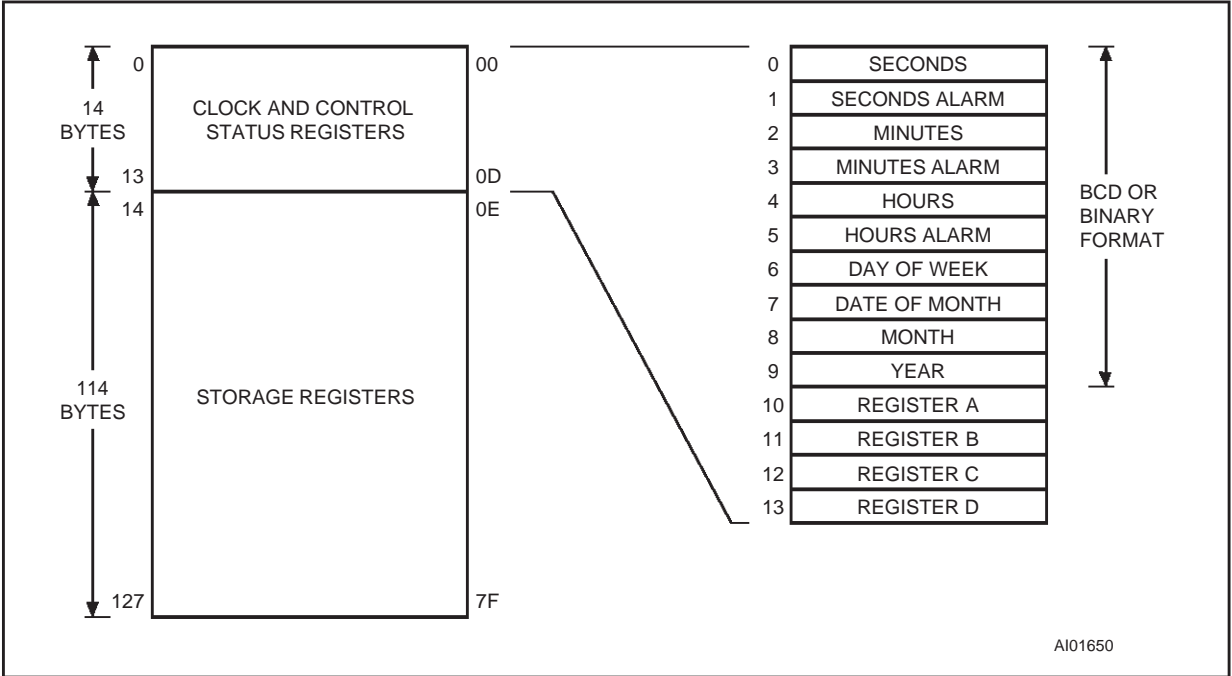 0
00
14
BYTES
CLOCK AND CONTROL
STATUS REGISTERS
13
0D
14
0E
114
BYTES
STORAGE REGISTERS
127
7F
0 SECONDS
1 SECONDS ALARM
2 MINUTES
3 MINUTES ALARM
4 HOURS
5 HOURS ALARM
6 DAY OF WEEK
7 DATE OF MONTH
8 MONTH
9 YEAR
10 REGISTER A
11 REGISTER B
12 REGISTER C
13 REGISTER D
BCD OR
BINARY
FORMAT
AI01650